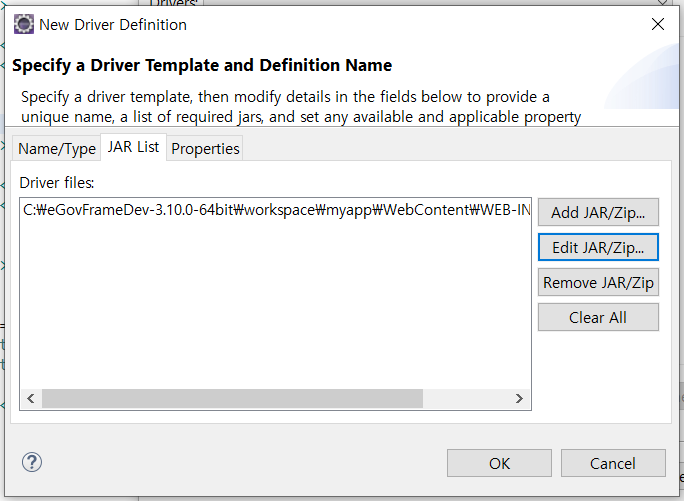 Drivers:
New Driver Definition
Specify a Driver Template and Definition Name
Specify a driver template, then modify details in the fields below to provide a
unique name, a list of required jars, and set any available and applicable property
Name/Type JAR List Properties
Driver files:
C:₩eGovFrameDev-3.10.0-64bit₩workspace₩myapp₩WebContent₩WEB-IN
Add JAR/Zip...
Edit JAR/Zip...
Remove JAR/Zip
Clear All
OK Cancel